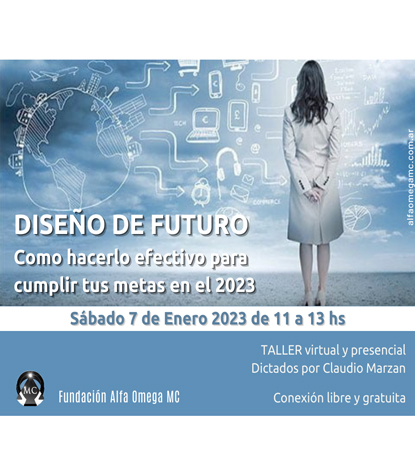 alfaomegamc.com.ar
DISEÑO DE FUTURO
Como hacerlo efectivo para
cumplir tus metas en el 2023
Sábado 7 de Enero 2023 de 11 a 13 hs
TALLER virtual y presencial
Dictados por Claudio Marzan
MC
Fundación Alfa Omega MC
Conexión libre y gratuita